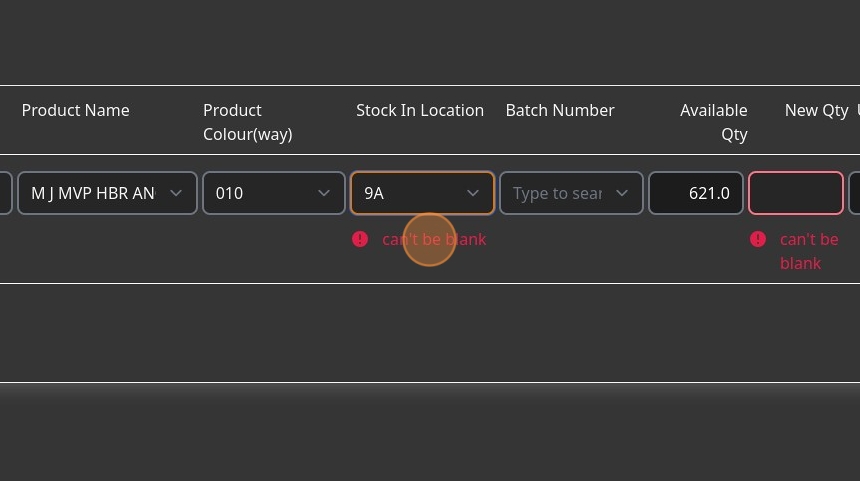 Product Name
Product Colour(way)
Stock In Location
Batch Number
Available Qty
New Qty
M J MVP HBR AN
010
9A
Type to sear
621.0
can't be blank
can't be blank